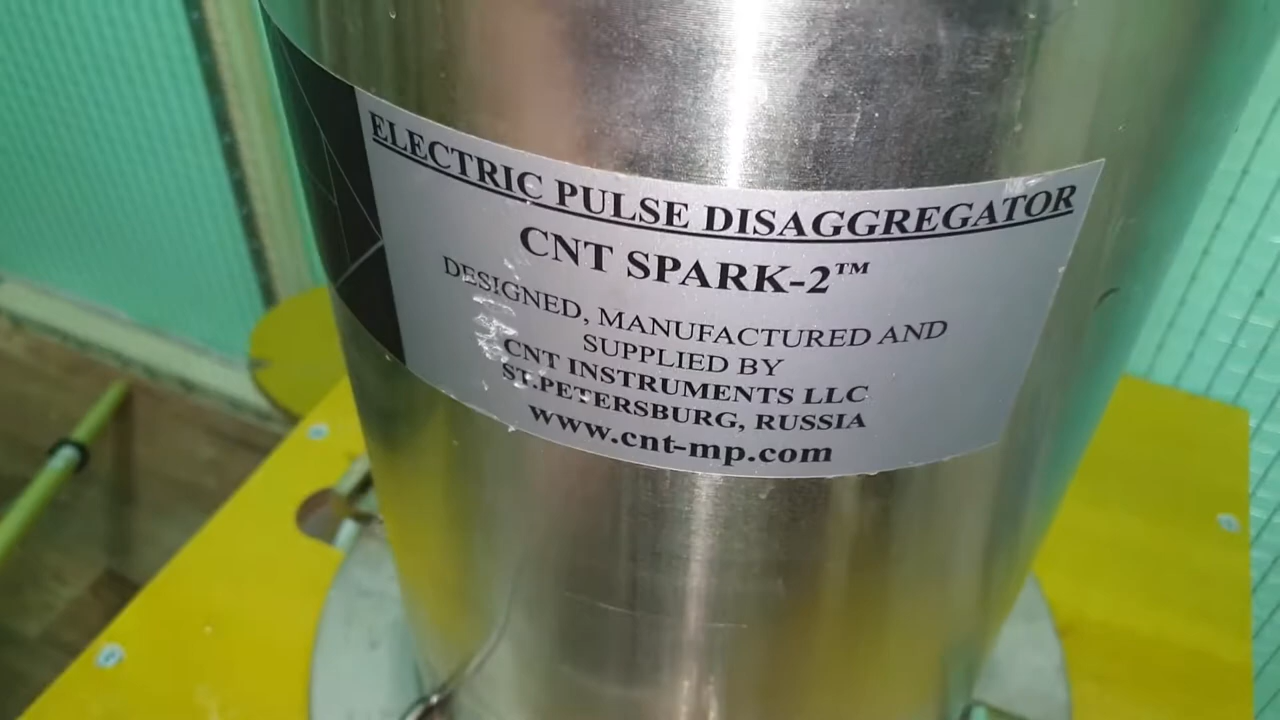 ELECTRIC PULSE DISAGGREGATOR
CNT SPARK-2™
DESIGNED, MANUFACTURED AND
SUPPLIED BY
CNT INSTRUMENTS LLC
ST.PETERSBURG, RUSSIA
www.cnt-mp.com